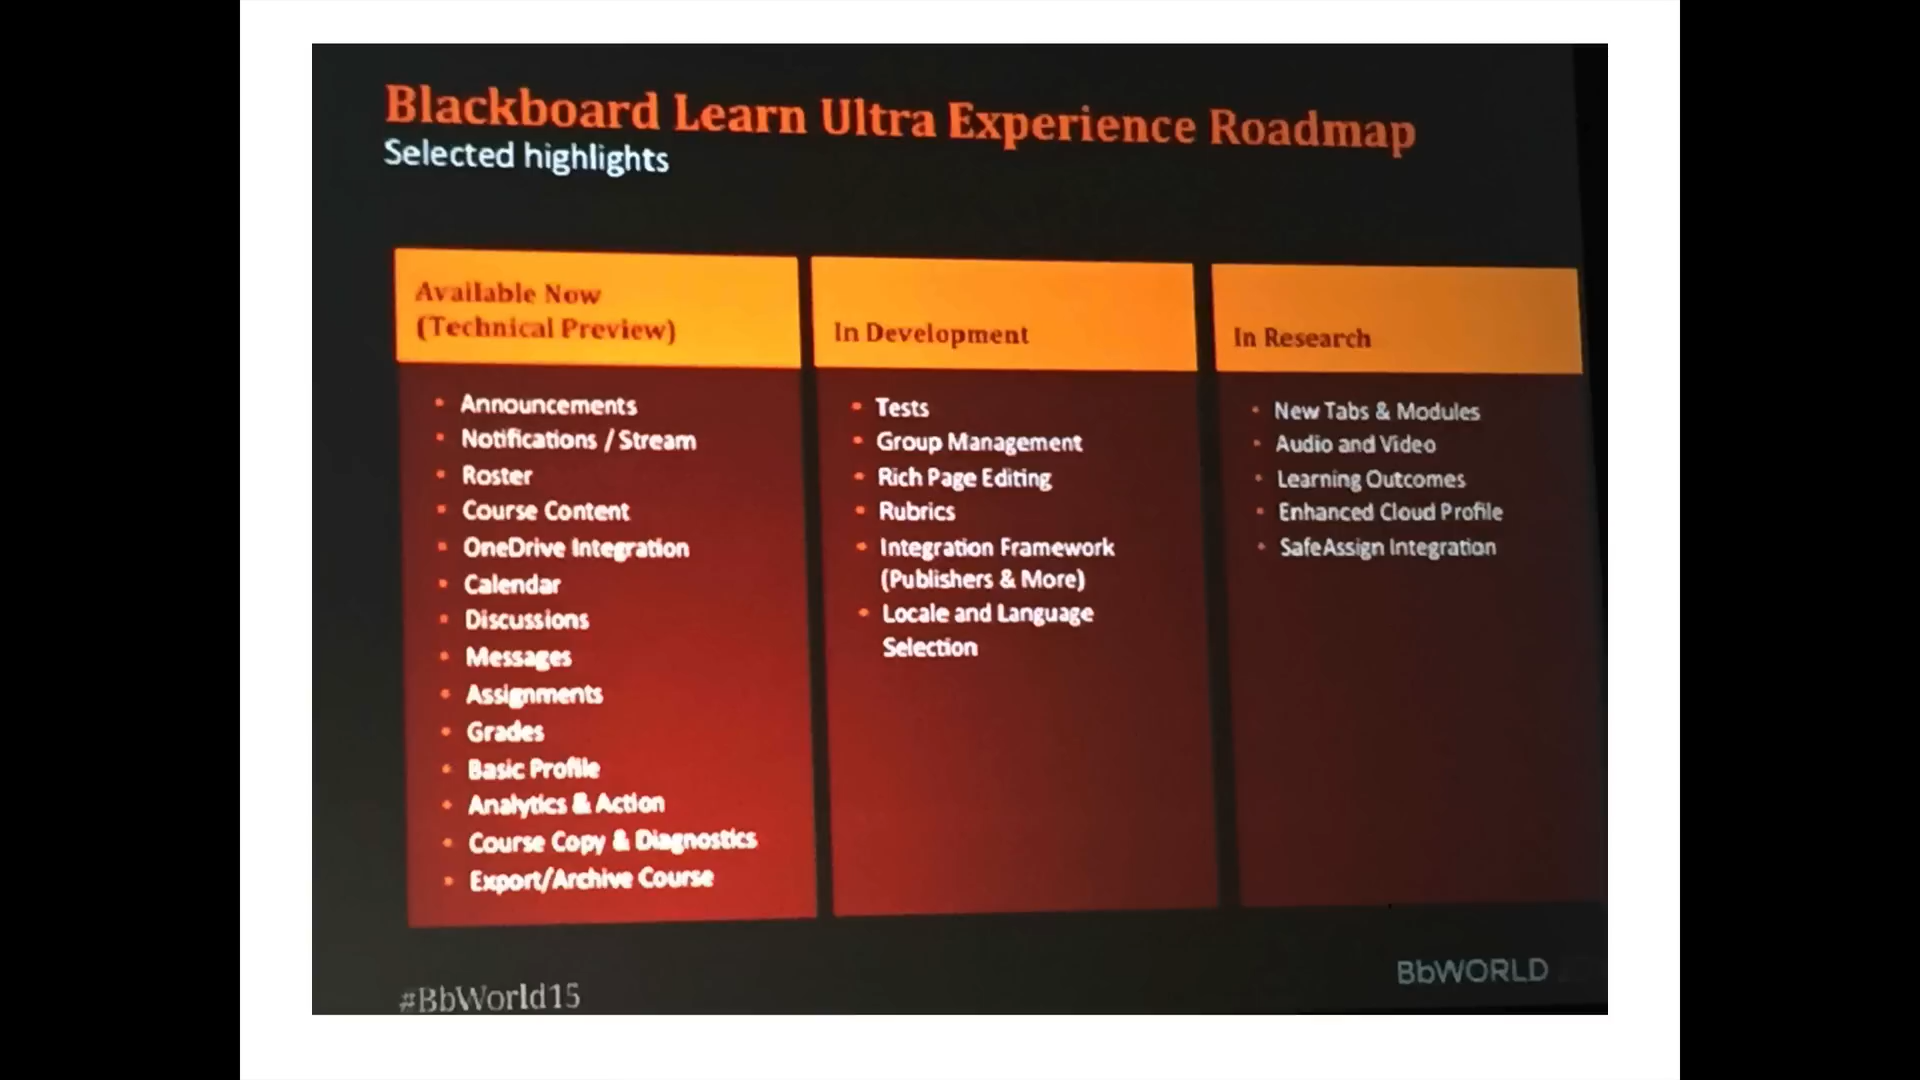 Blackboard Learn Ultra Experience Roadmap
Selected highlights
Available Now
(Technical Preview)
• Announcements
• Notifications / Stream
• Roster
• Course Content
• OneDrive Integration
• Calendar
• Discussions
• Messages
• Assignments
• Grades
• Basic Profile
• Analytics & Action
• Course Copy & Diagnostics
• Export/Archive Course
In Development
• Tests
• Group Management
• Rich Page Editing
• Rubrics
• Integration Framework
(Publishers & More)
• Locale and Language
Selection
In Research
• New Tabs & Modules
• Audio and Video
• Learning Outcomes
• Enhanced Cloud Profile
• SafeAssign Integration
#BbWorld15
BbWORLD